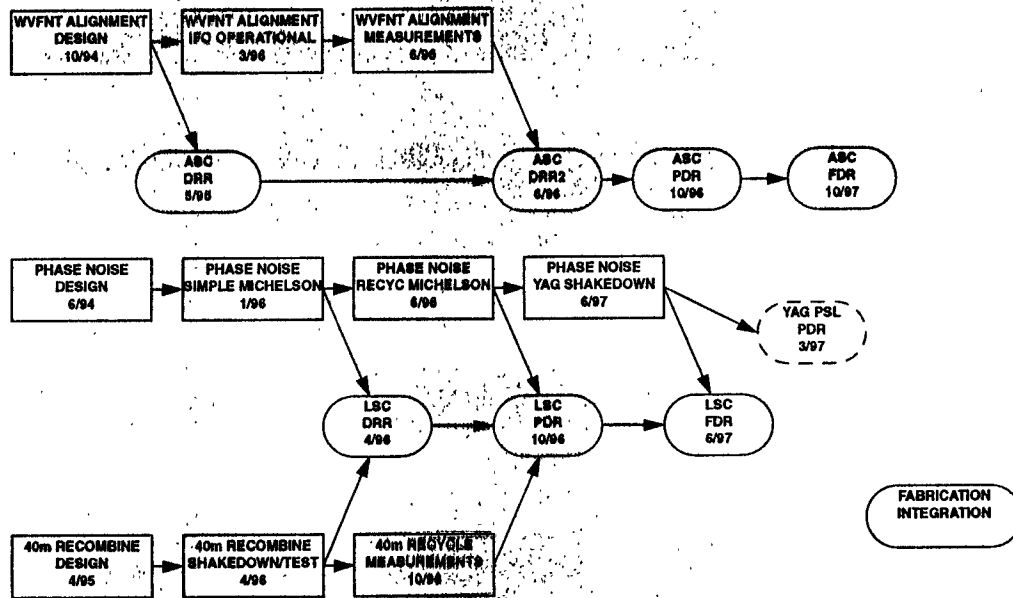 WVFNT ALIGNMENT
DESIGN
10/94
WVFNT ALIGNMENT
IFO OPERATIONAL
3/96
WVFNT ALIGNMENT
MEASUREMENTS
6/96
ASC
DRR
5/95
ASC
DRR2
6/96
ASC
PDR
10/96
ASC
FDR
10/97
PHASE NOISE
DESIGN
6/94
PHASE NOISE
SIMPLE MICHELSON
1/96
PHASE NOISE
RECYC MICHELSON
6/96
PHASE NOISE
YAG SHAKEDOWN
6/97
YAG PSL
PDR
3/97
LSC
DRR
4/96
LSC
PDR
10/96
LSC
FDR
6/97
FABRICATION
INTEGRATION
40m RECOMBINE
DESIGN
4/95
40m RECOMBINE
SHAKEDOWN/TEST
4/96
40m RECYCLE
MEASUREMENTS
10/96